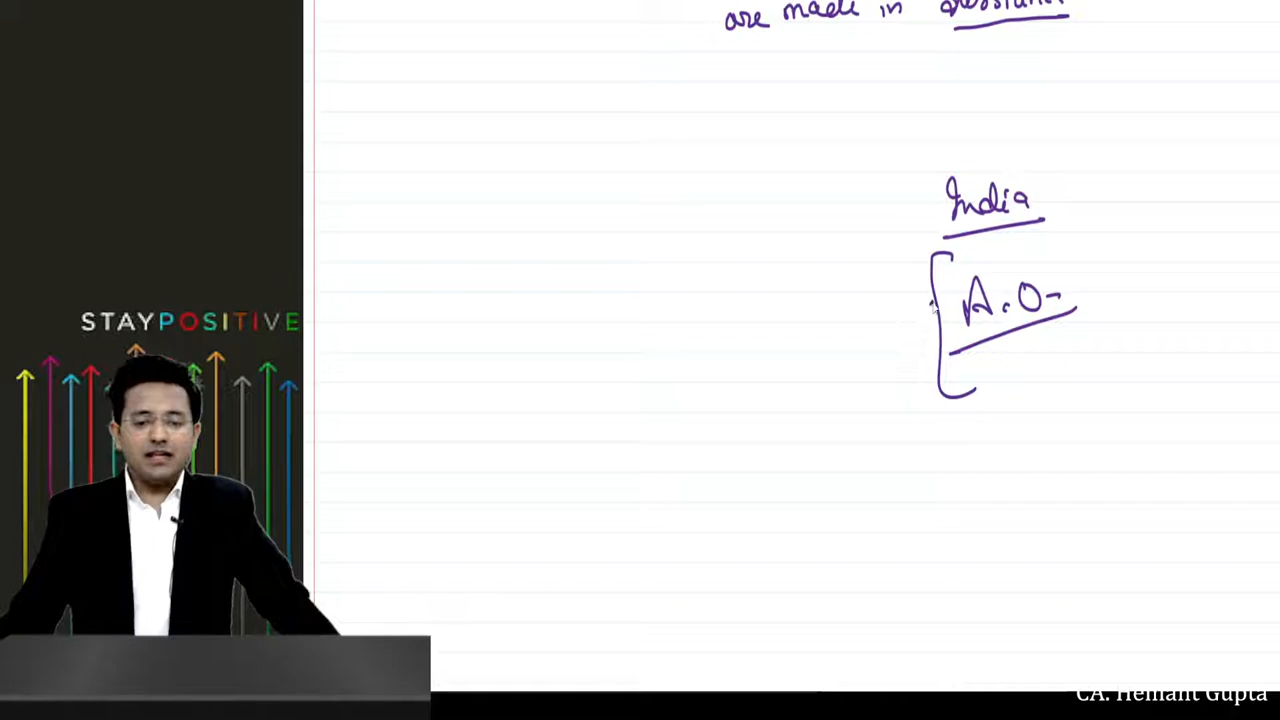 are made in
India
A.O-
STAYPOSITIVE
CA. Hemant Gupta